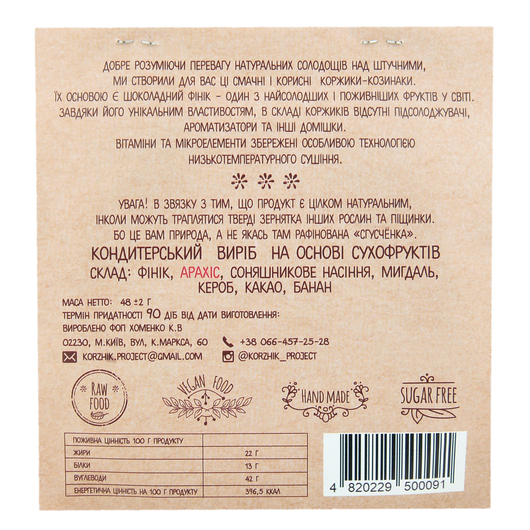 ДОБРЕ РОЗУМІЮЧИ ПЕРЕВАГУ НАТУРАЛЬНИХ СОЛОДОЩІВ НАД ШТУЧНИМИ,
МИ СТВОРИЛИ ДЛЯ ВАС ЦІ СМАЧНІ І КОРИСНІ КОРЖИКИ-КОЗИНАКИ.
ЇХ ОСНОВОЮ Є ШОКОЛАДНИЙ ФІНІК - ОДИН З НАЙСОЛОДШИХ І ПОЖИВНІШИХ ФРУКТІВ У СВІТІ.
ЗАВДЯКИ ЙОГО УНІКАЛЬНИМ ВЛАСТИВОСТЯМ, В СКЛАДІ КОРЖИКІВ ВІДСУТНІ ПІДСОЛОДЖУВАЧІ,
АРОМАТИЗАТОРИ ТА ІНШІ ДОМІШКИ.
ВІТАМІНИ ТА МІКРОЕЛЕМЕНТИ ЗБЕРЕЖЕНІ ОСОБЛИВОЮ ТЕХНОЛОГІЄЮ
НИЗЬКОТЕМПЕРАТУРНОГО СУШІННЯ.
УВАГА! В ЗВЯЗКУ З ТИМ, ЩО ПРОДУКТ Є ЦІЛКОМ НАТУРАЛЬНИМ,
ІНКОЛИ МОЖУТЬ ТРАПЛЯТИСЯ ТВЕРДІ ЗЕРНЯТКА ІНШИХ РОСЛИН ТА ПІЩИНКИ.
БО ЦЕ ВАМ ПРИРОДА, А НЕ ЯКАСЬ ТАМ РАФІНОВАНА «СГУСЧЁНКА».
КОНДИТЕРСЬКИЙ ВИРІБ НА ОСНОВІ СУХОФРУКТІВ
СКЛАД: ФІНІК, АРАХІС, СОНЯШНИКОВЕ НАСІННЯ, МИГДАЛЬ,
КЕРОБ, КАКАО, БАНАН
МАСА НЕТТО: 48 ±2 Г
ТЕРМІН ПРИДАТНОСТІ 90 ДІБ ВІД ДАТИ ВИГОТОВЛЕННЯ:
ВИРОБЛЕНО ФОП ХОМЕНКО К.В
02230, М.КИЇВ, ВУЛ. К.МАРКСА, 60
+38 066-457-25-28
KORZHIK.PROJECT@GMAIL.COM
@KORZHIK_PROJECT
RAW FOOD
VEGAN FOOD
HAND MADE
SUGAR FREE
ПОЖИВНА ЦІННІСТЬ 100 Г ПРОДУКТУ
ЖИРИ 22 Г
БІЛКИ 13 Г
ВУГЛЕВОДИ 42 Г
ЕНЕРГЕТИЧНА ЦІННІСТЬ НА 100 Г ПРОДУКТУ 396,5 ККАЛ
4 820229 500091